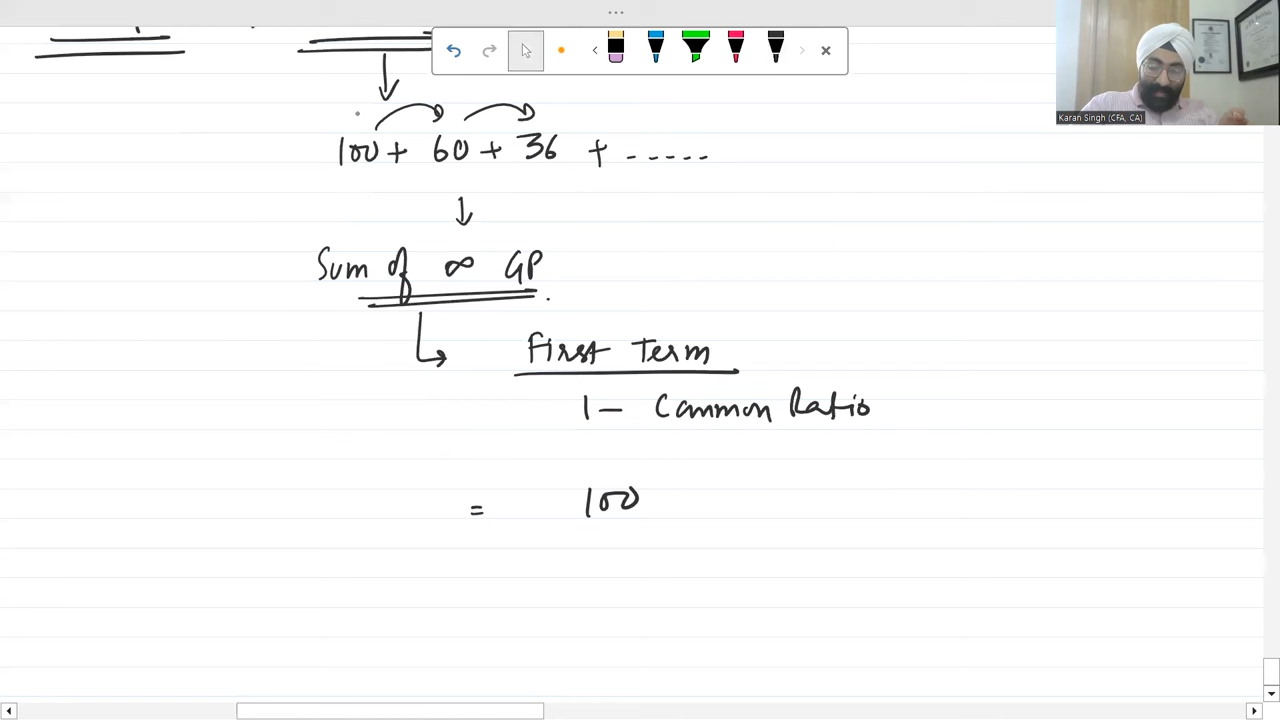 Karan Singh (CFA, CA)
100 + 60 + 36 + -----
Sum of ∞ GP
First Term
1 - Common Ratio
= 100